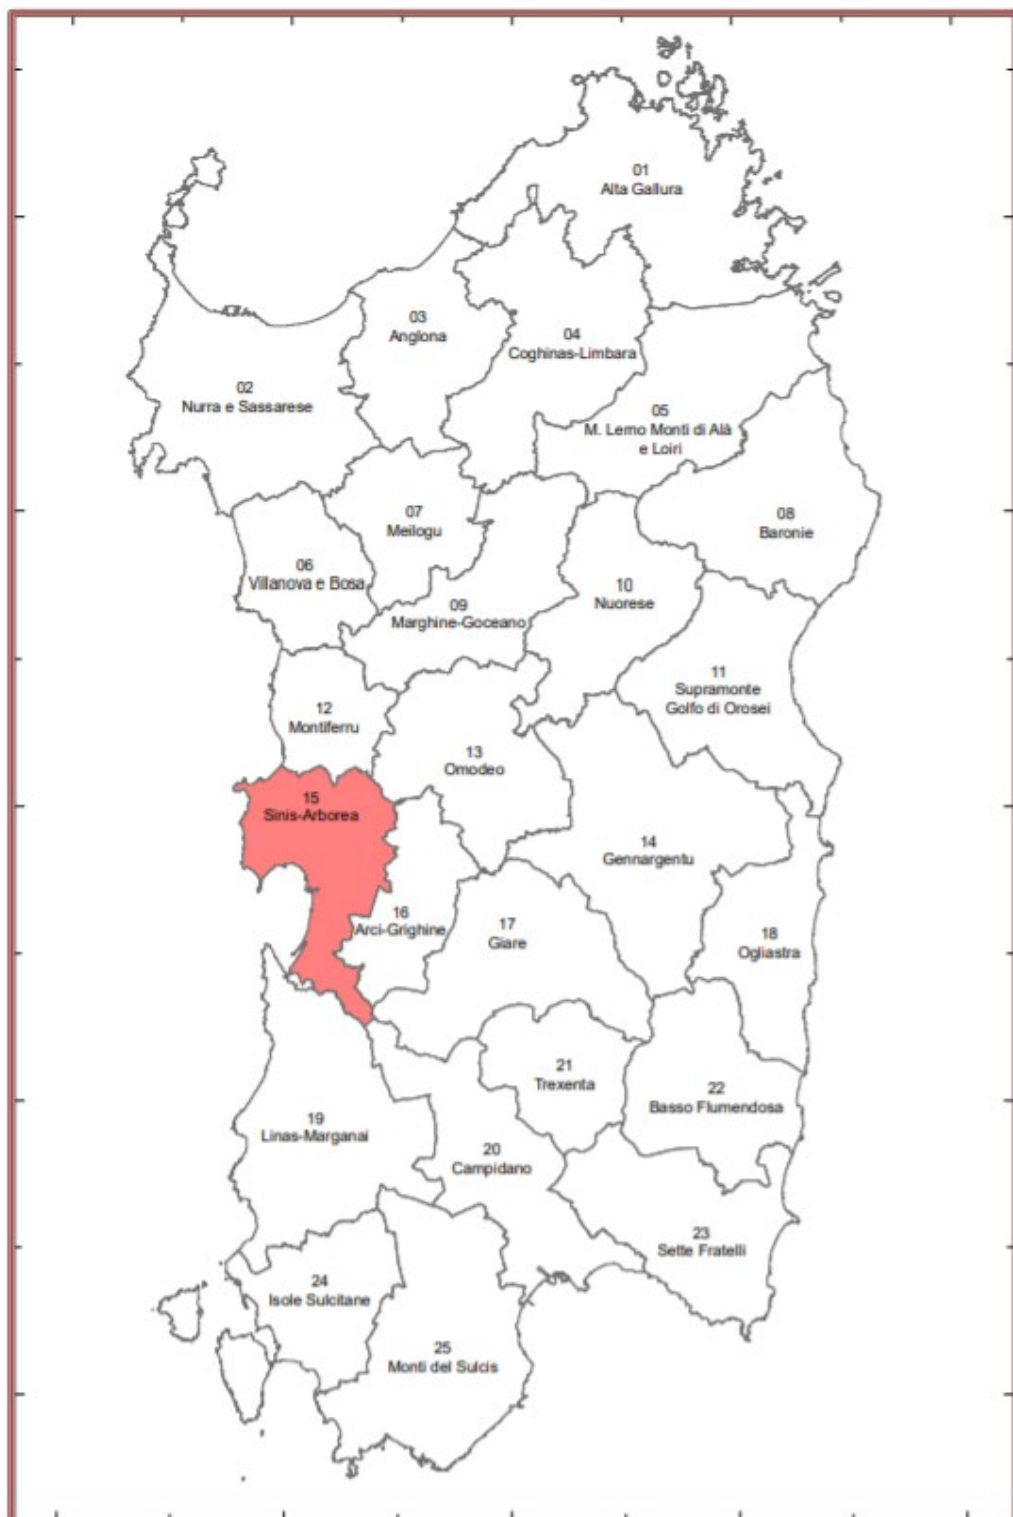 01
Alta Gallura
02
Nurra e Sassarese
03
Anglona
04
Coghinas-Limbara
05
M. Lerno Monti di Alà
e Loiri
06
Villanova e Bosa
07
Meilogu
08
Baronie
09
Marghine-Goceano
10
Nuorese
11
Supramonte
Golfo di Orosei
12
Montiferru
13
Omodeo
14
Gennargentu
15
Sinis-Arborea
16
Arci-Grighine
17
Giare
18
Ogliastra
19
Linas-Marganai
20
Campidano
21
Trexenta
22
Basso Flumendosa
23
Sette Fratelli
24
Isole Sulcitane
25
Monti del Sulcis